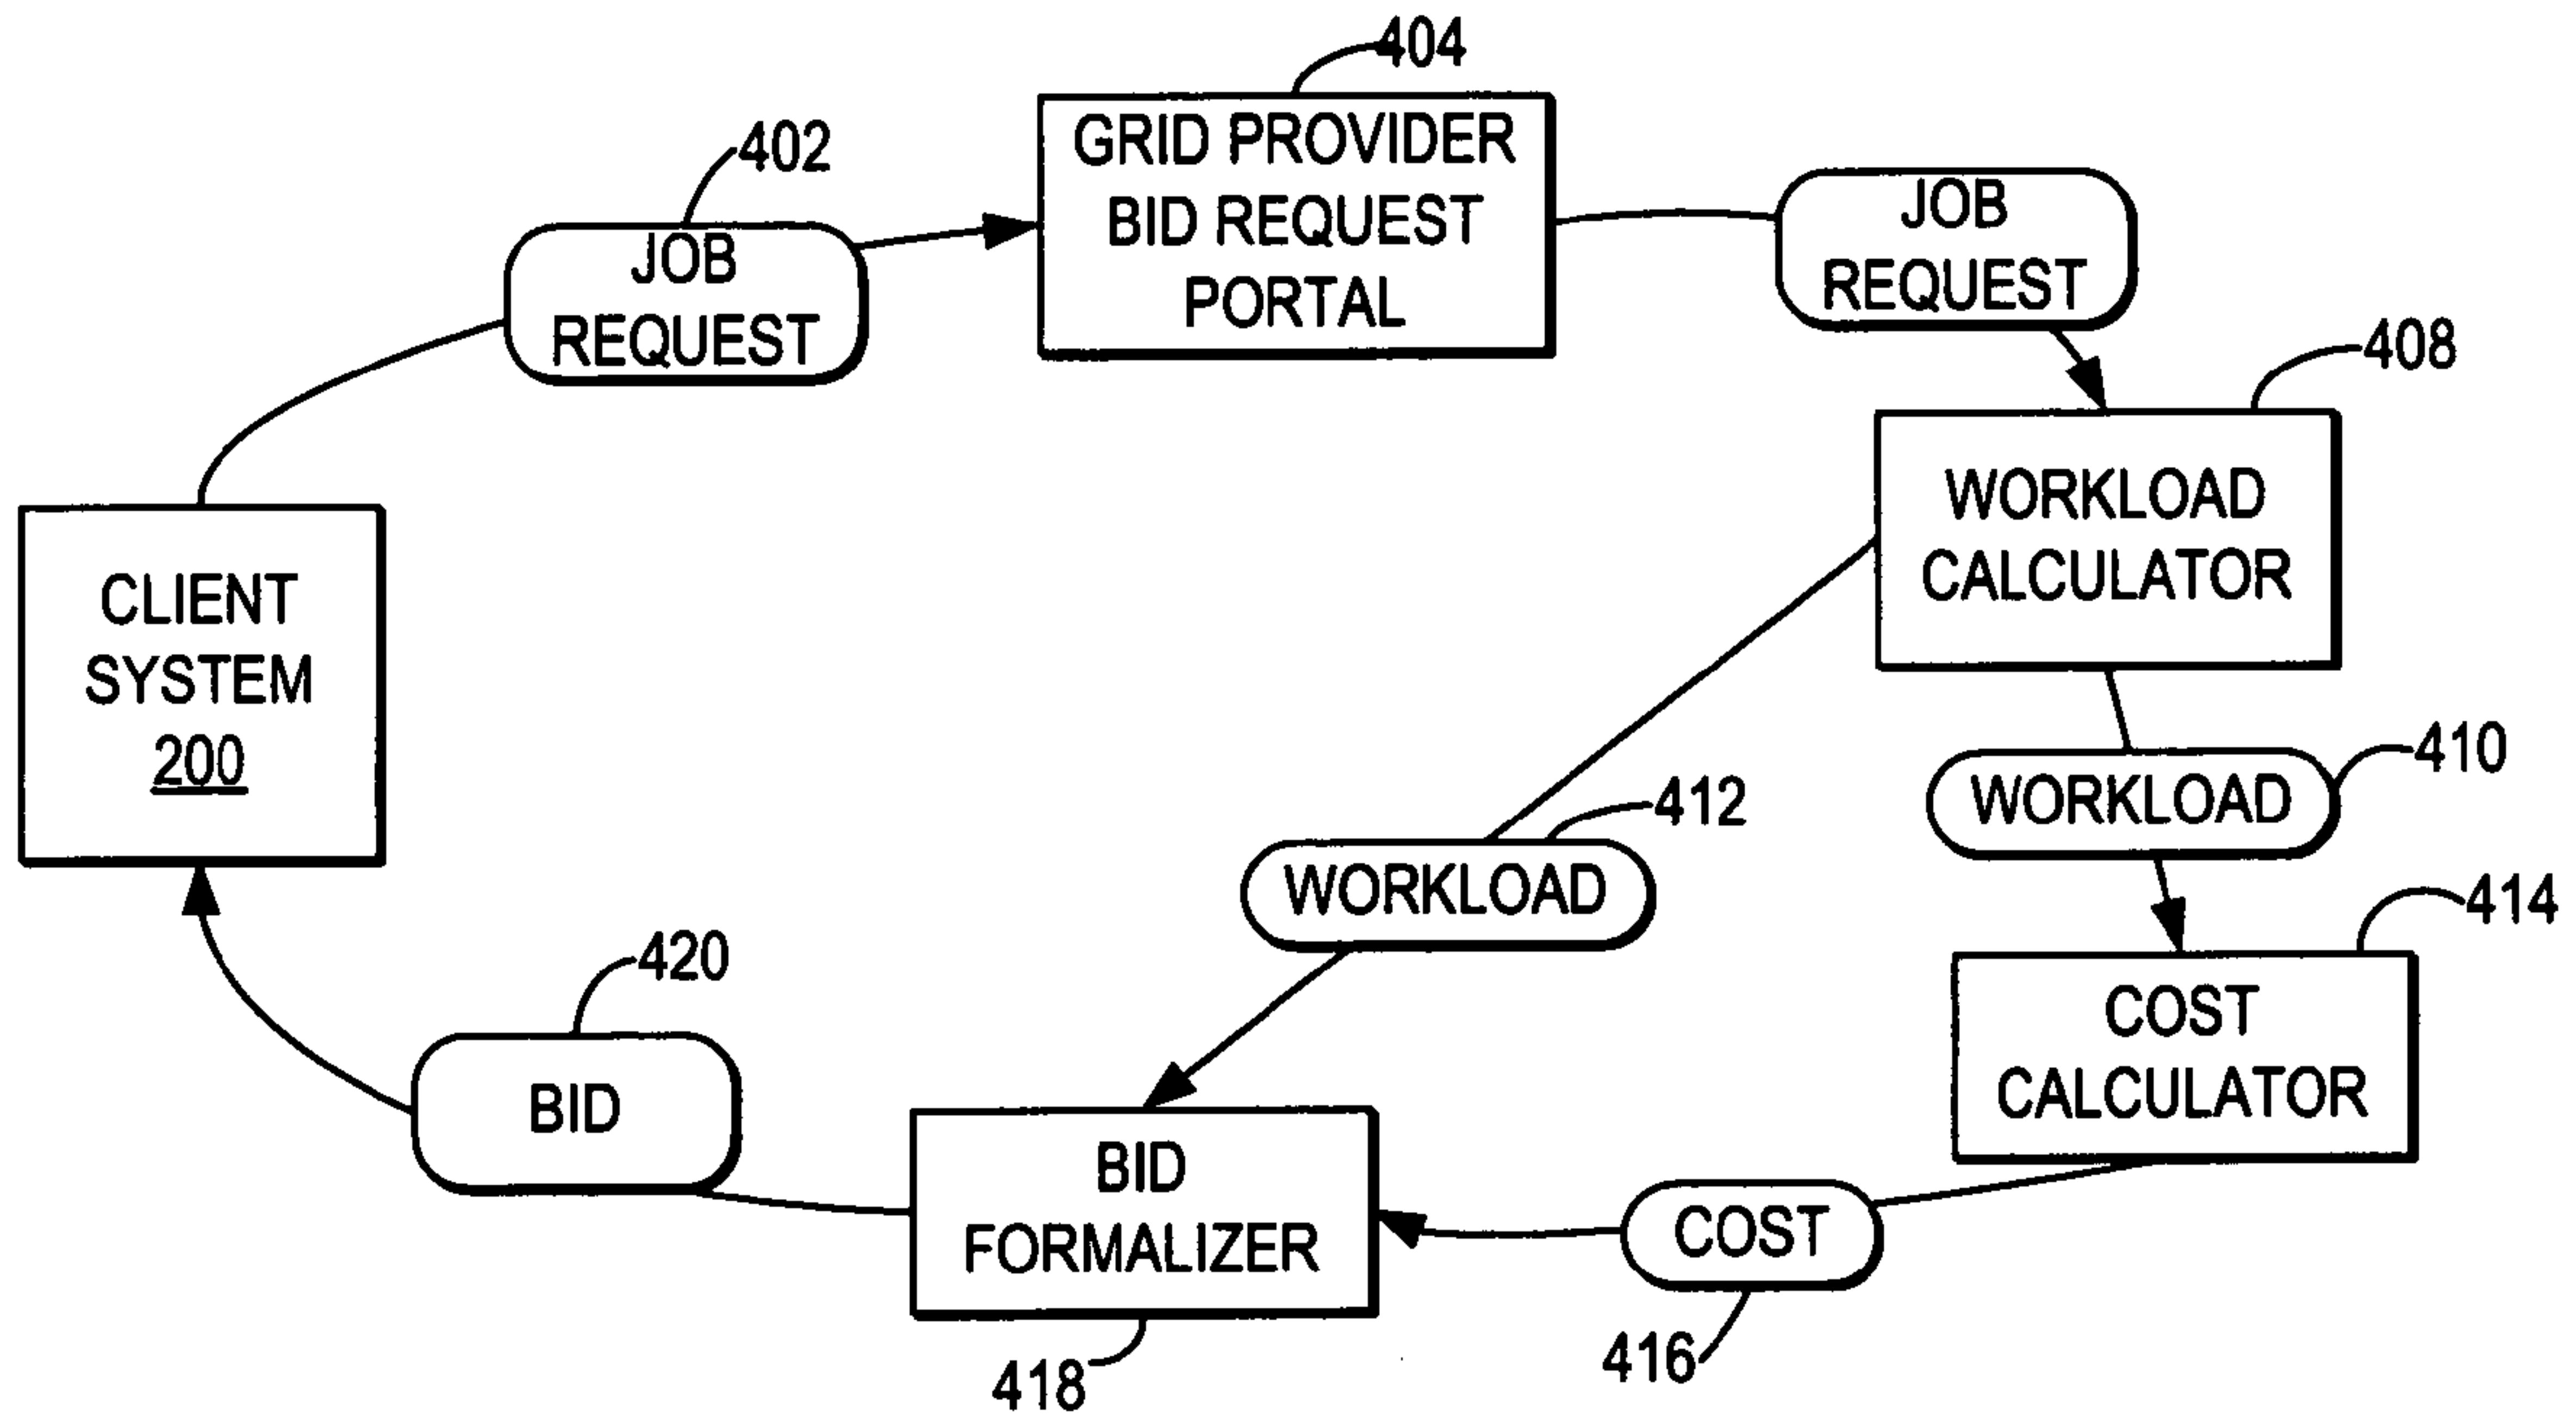 404
GRID PROVIDER
BID REQUEST
PORTAL
402
JOB
REQUEST
JOB
REQUEST
408
WORKLOAD
CALCULATOR
CLIENT
SYSTEM
200
410
WORKLOAD
412
WORKLOAD
414
COST
CALCULATOR
420
BID
BID
FORMALIZER
418
COST
416